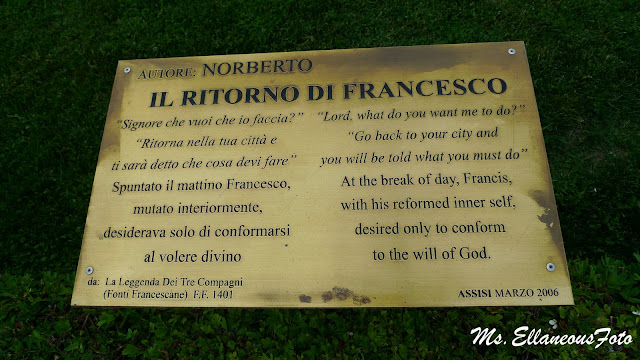 AUTORE: NORBERTO
IL RITORNO DI FRANCESCO
"Signore che vuoi che io faccia?"
"Ritorna nella tua città e
ti sarà detto che cosa devi fare"
Spuntato il mattino Francesco,
mutato interiormente,
desiderava solo di conformarsi
al volere divino
"Lord, what do you want me to do?"
"Go back to your city and
you will be told what you must do"
At the break of day, Francis,
with his reformed inner self,
desired only to conform
to the will of God.
da: La Leggenda Dei Tre Compagni
(Fonti Francescane) F.F. 1401
ASSISI MARZO 2006
Ms. EllaneousFoto